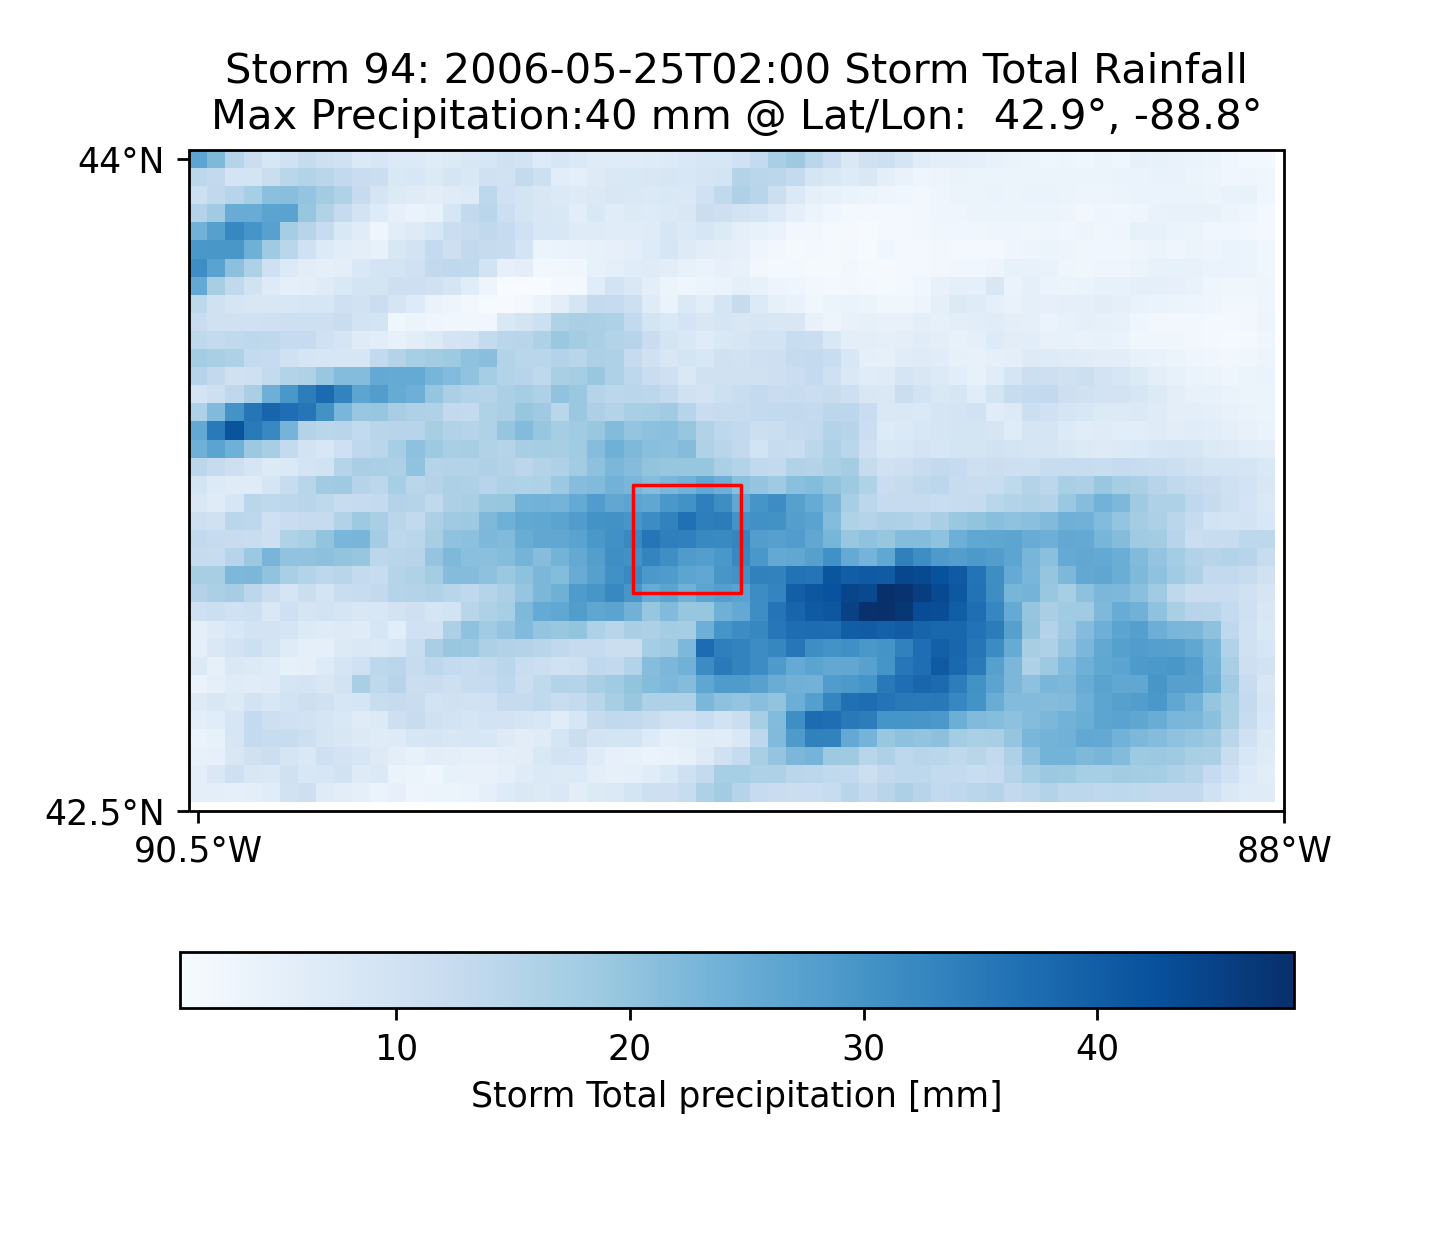 Storm 94: 2006-05-25T02:00 Storm Total Rainfall
Max Precipitation:40 mm @ Lat/Lon:  42.9°, -88.8°
44°N
42.5°N
90.5°W 88°W
10 20 30 40
Storm Total precipitation [mm]